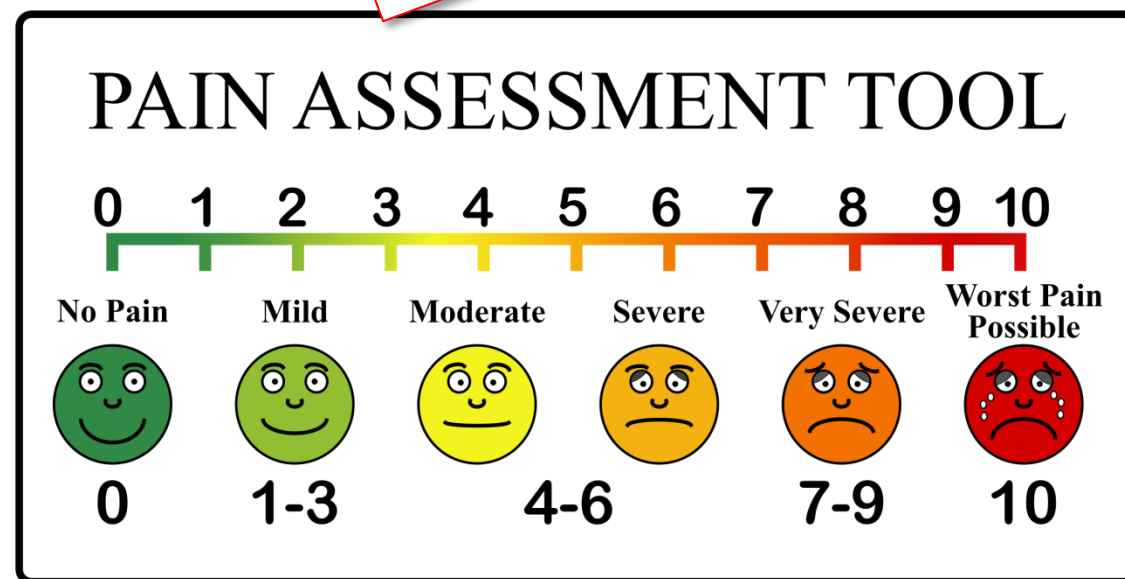 PAIN ASSESSMENT TOOL
0 1 2 3 4 5 6 7 8 9 10
No Pain Mild Moderate Severe Very Severe Worst Pain
Possible
0 1-3 4-6 7-9 10